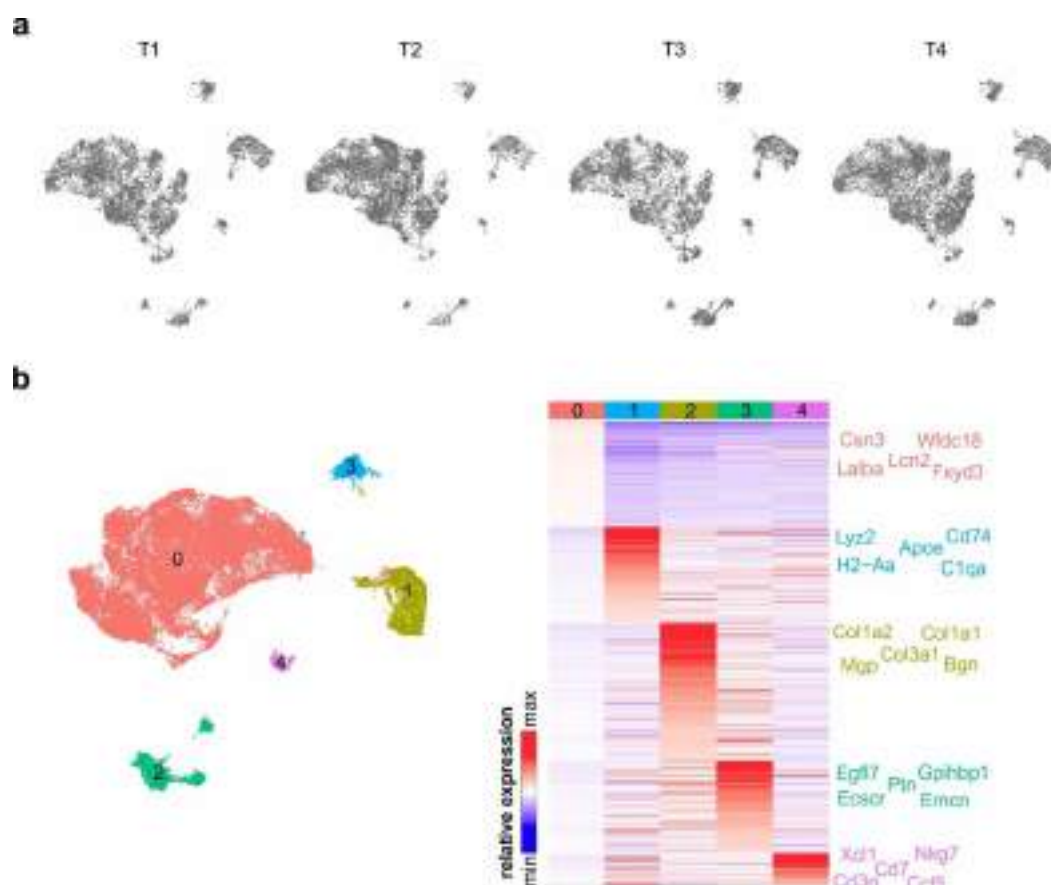 a
T1 T2 T3 T4
b
0 1 2 3 4
3
0
1
4
2
Csn3 Wfdc18
Lalba Lcn2 Fxyd3
Lyz2 Apoe Cd74
H2-Aa C1qa
Col1a2 Col1a1
Mgp Col3a1 Bgn
Egfl7 Ptn Gpihbp1
Ecscr Emcn
Xcl1 Cd7 Nkg7
relative expression
min max